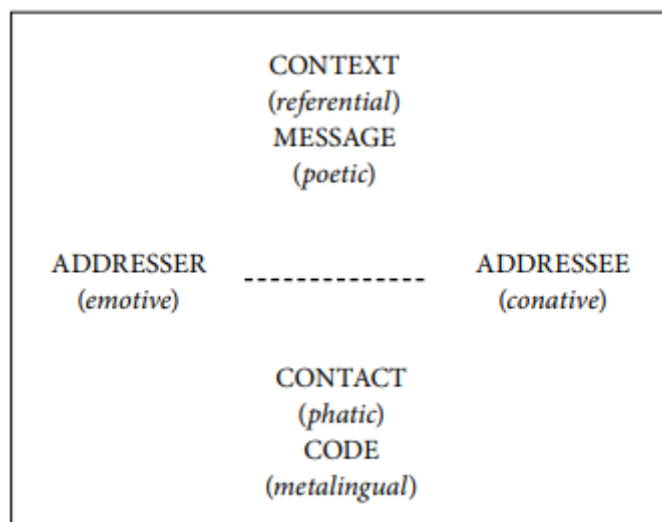 CONTEXT
(referential)
MESSAGE
(poetic)
ADDRESSER ADDRESSEE
(emotive) (conative)
CONTACT
(phatic)
CODE
(metalingual)